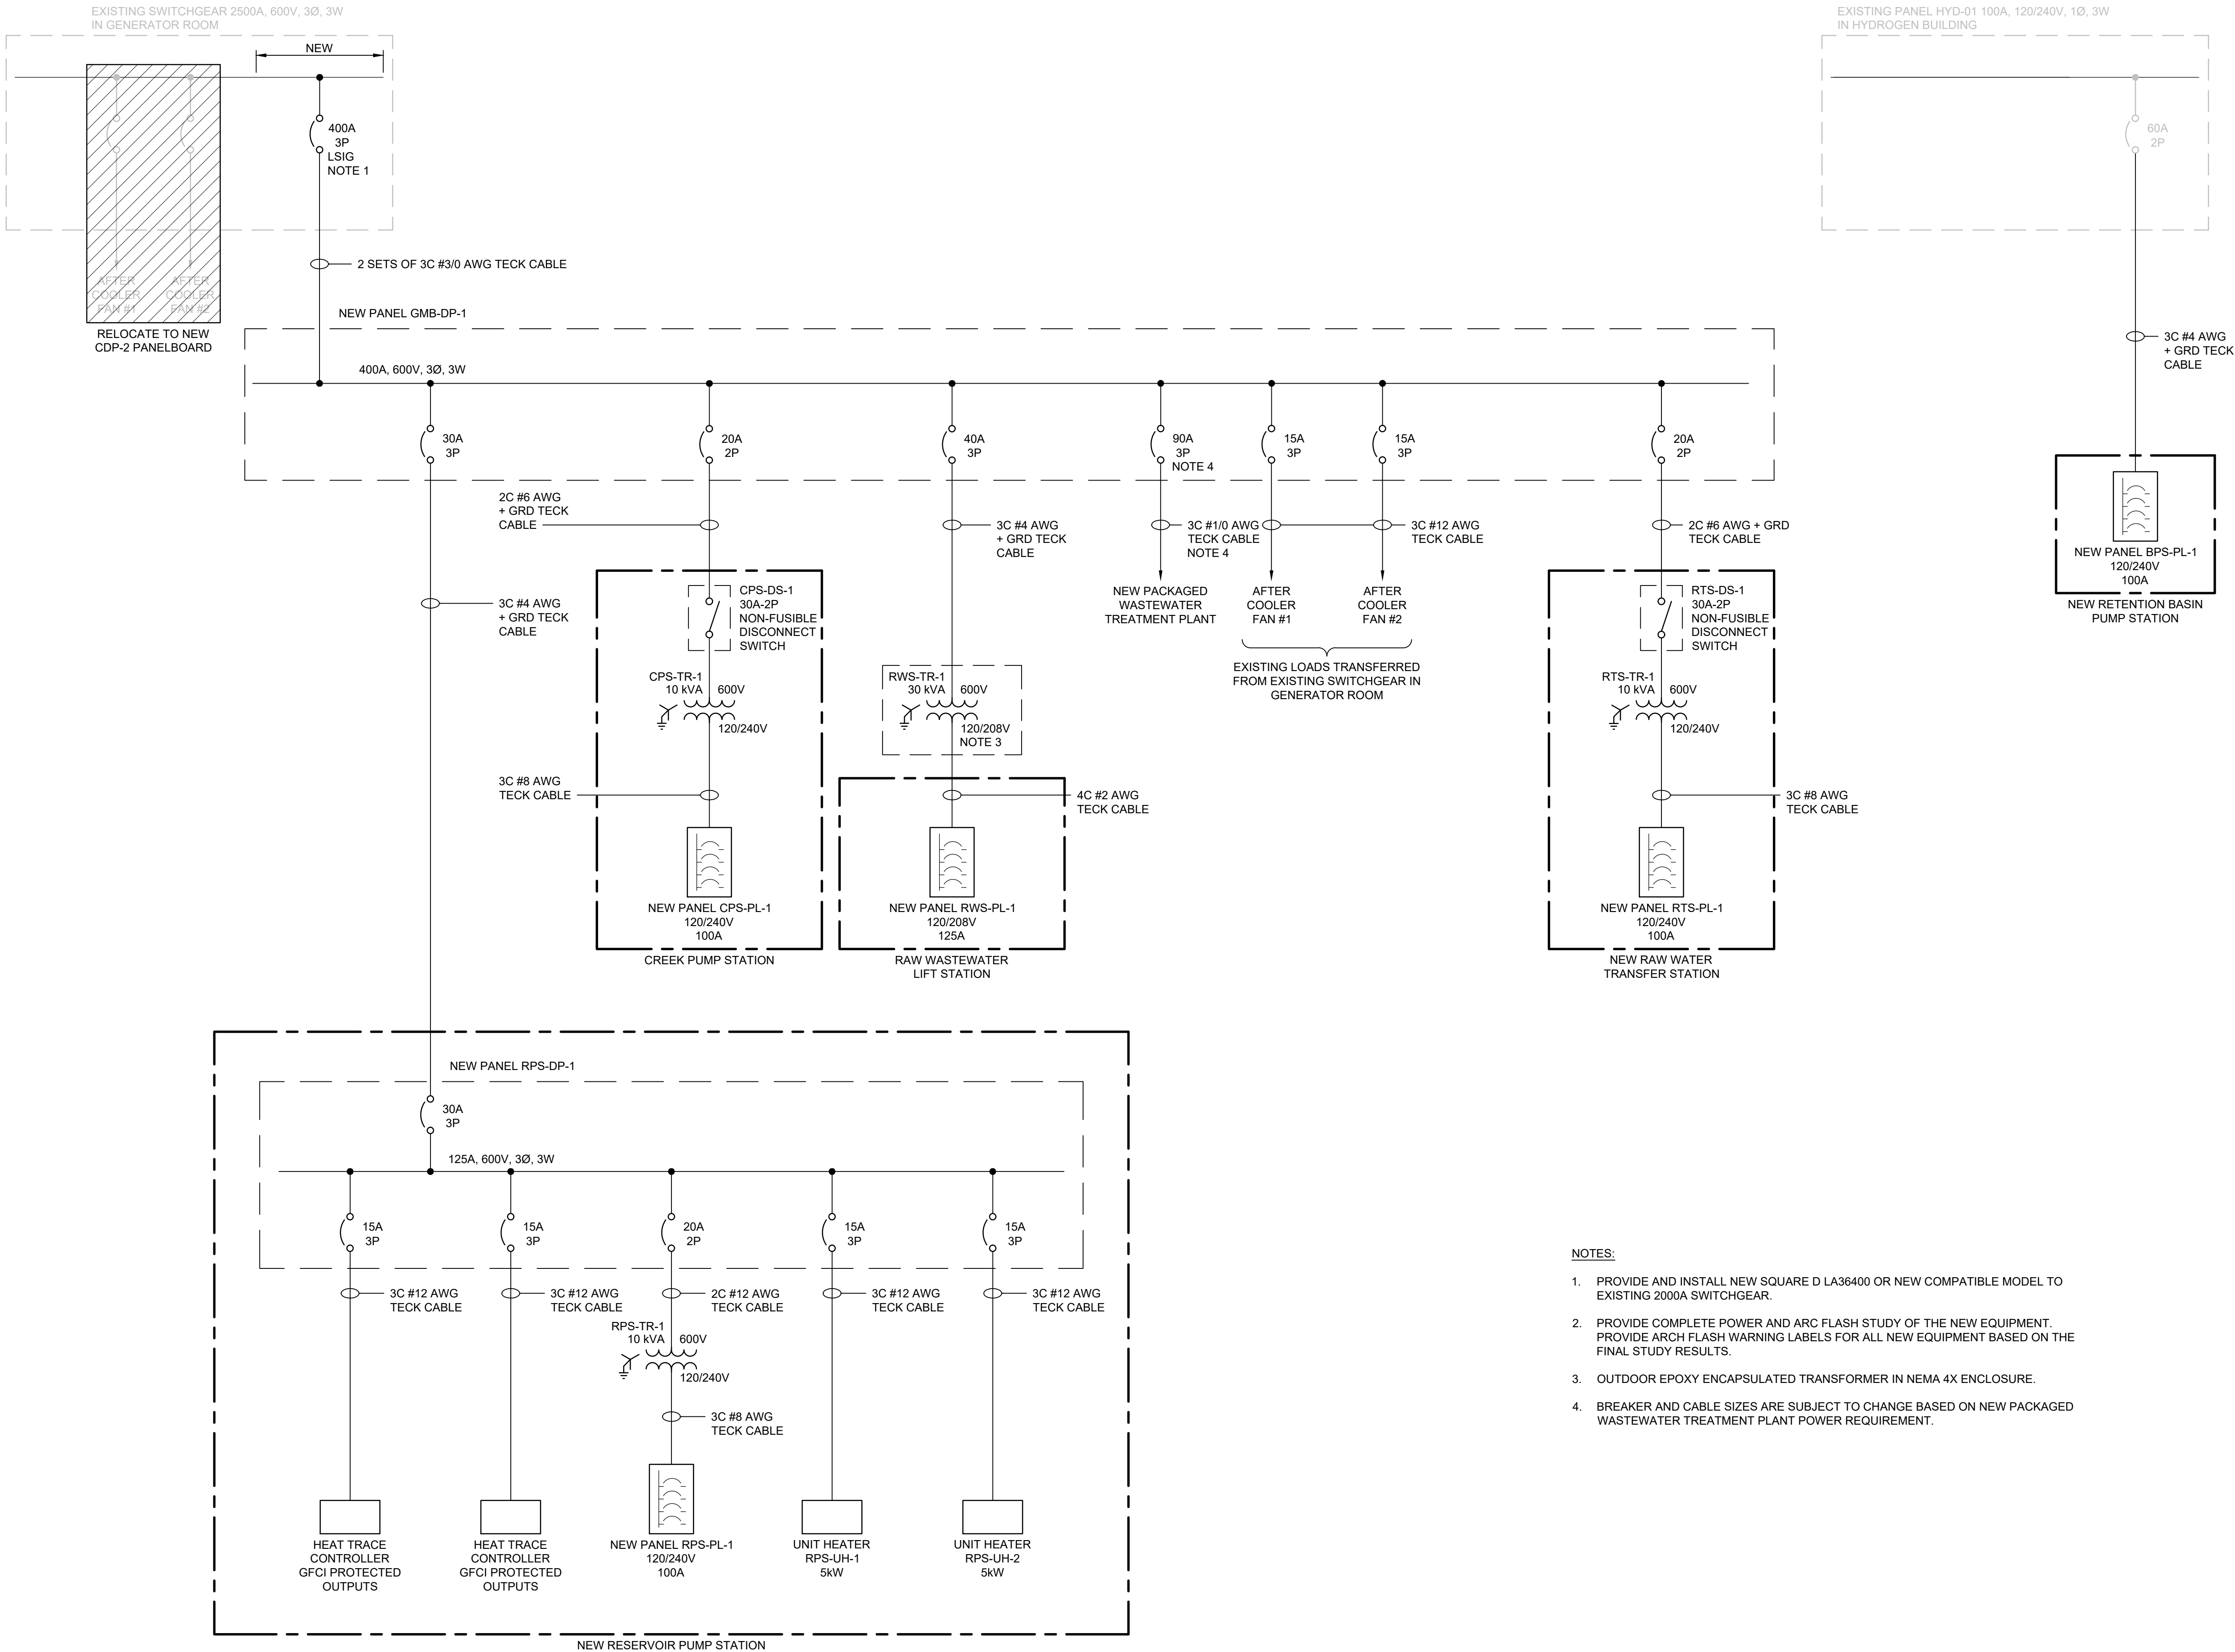 EXISTING SWITCHGEAR 2500A, 600V, 3Ø, 3W
IN GENERATOR ROOM
NEW
400A
3P
LSIG
NOTE 1
AFTER
COOLER
FAN #1
AFTER
COOLER
FAN #2
RELOCATE TO NEW
CDP-2 PANELBOARD
2 SETS OF 3C #3/0 AWG TECK CABLE
EXISTING PANEL HYD-01 100A, 120/240V, 1Ø, 3W
IN HYDROGEN BUILDING
60A
2P
3C #4 AWG
+ GRD TECK
CABLE
NEW PANEL BPS-PL-1
120/240V
100A
NEW RETENTION BASIN
PUMP STATION
NEW PANEL GMB-DP-1
400A, 600V, 3Ø, 3W
30A
3P
20A
2P
40A
3P
90A
3P
NOTE 4
15A
3P
15A
3P
20A
2P
3C #4 AWG
+ GRD TECK
CABLE
2C #6 AWG
+ GRD TECK
CABLE
3C #4 AWG
+ GRD TECK
CABLE
3C #1/0 AWG
TECK CABLE
NOTE 4
3C #12 AWG
TECK CABLE
2C #6 AWG + GRD
TECK CABLE
CPS-DS-1
30A-2P
NON-FUSIBLE
DISCONNECT
SWITCH
CPS-TR-1
10 kVA
600V
120/240V
3C #8 AWG
TECK CABLE
NEW PANEL CPS-PL-1
120/240V
100A
CREEK PUMP STATION
RWS-TR-1
30 kVA
600V
120/208V
NOTE 3
4C #2 AWG
TECK CABLE
NEW PANEL RWS-PL-1
120/208V
125A
RAW WASTEWATER
LIFT STATION
NEW PACKAGED
WASTEWATER
TREATMENT PLANT
AFTER
COOLER
FAN #1
AFTER
COOLER
FAN #2
EXISTING LOADS TRANSFERRED
FROM EXISTING SWITCHGEAR IN
GENERATOR ROOM
RTS-DS-1
30A-2P
NON-FUSIBLE
DISCONNECT
SWITCH
RTS-TR-1
10 kVA
600V
120/240V
3C #8 AWG
TECK CABLE
NEW PANEL RTS-PL-1
120/240V
100A
NEW RAW WATER
TRANSFER STATION
NEW PANEL RPS-DP-1
30A
3P
125A, 600V, 3Ø, 3W
15A
3P
15A
3P
20A
2P
15A
3P
15A
3P
3C #12 AWG
TECK CABLE
3C #12 AWG
TECK CABLE
2C #12 AWG
TECK CABLE
3C #12 AWG
TECK CABLE
3C #12 AWG
TECK CABLE
RPS-TR-1
10 kVA
600V
120/240V
3C #8 AWG
TECK CABLE
HEAT TRACE
CONTROLLER
GFCI PROTECTED
OUTPUTS
HEAT TRACE
CONTROLLER
GFCI PROTECTED
OUTPUTS
NEW PANEL RPS-PL-1
120/240V
100A
UNIT HEATER
RPS-UH-1
5kW
UNIT HEATER
RPS-UH-2
5kW
NEW RESERVOIR PUMP STATION
NOTES:
1. PROVIDE AND INSTALL NEW SQUARE D LA36400 OR NEW COMPATIBLE MODEL TO
EXISTING 2000A SWITCHGEAR.
2. PROVIDE COMPLETE POWER AND ARC FLASH STUDY OF THE NEW EQUIPMENT.
PROVIDE ARCH FLASH WARNING LABELS FOR ALL NEW EQUIPMENT BASED ON THE
FINAL STUDY RESULTS.
3. OUTDOOR EPOXY ENCAPSULATED TRANSFORMER IN NEMA 4X ENCLOSURE.
4. BREAKER AND CABLE SIZES ARE SUBJECT TO CHANGE BASED ON NEW PACKAGED
WASTEWATER TREATMENT PLANT POWER REQUIREMENT.